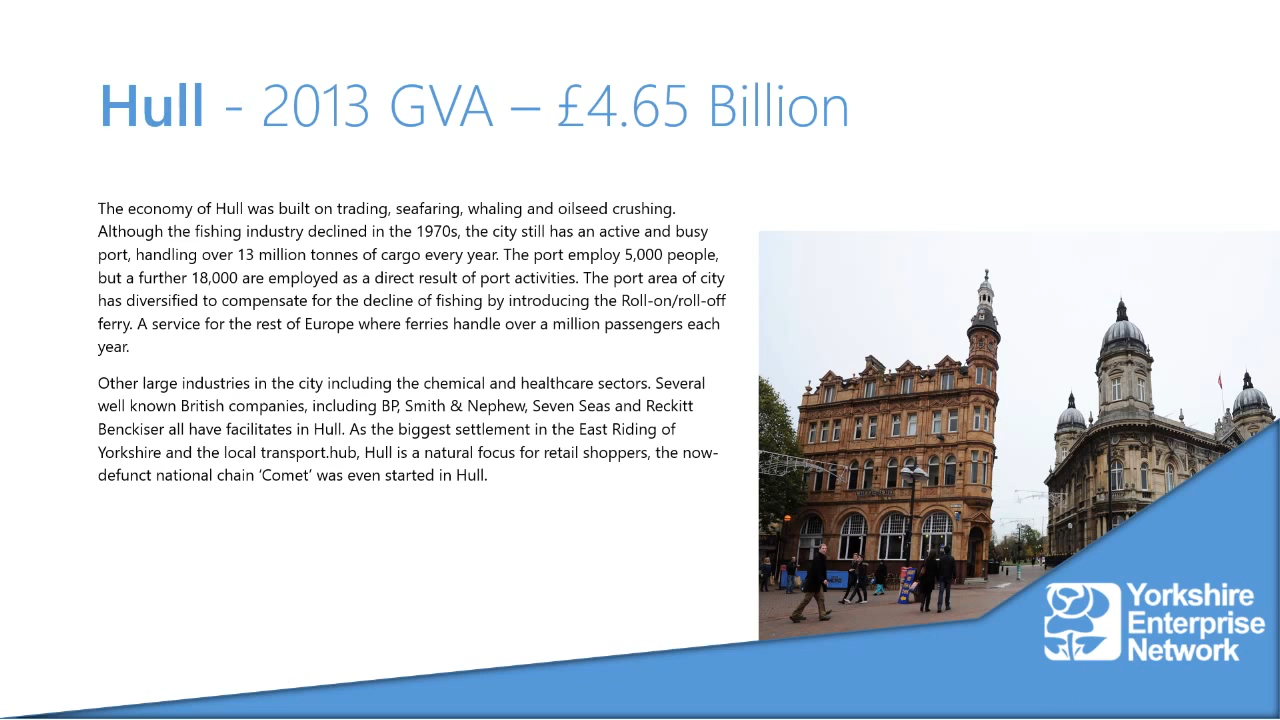 Hull - 2013 GVA – £4.65 Billion
The economy of Hull was built on trading, seafaring, whaling and oilseed crushing.
Although the fishing industry declined in the 1970s, the city still has an active and busy
port, handling over 13 million tonnes of cargo every year. The port employ 5,000 people,
but a further 18,000 are employed as a direct result of port activities. The port area of city
has diversified to compensate for the decline of fishing by introducing the Roll-on/roll-off
ferry. A service for the rest of Europe where ferries handle over a million passengers each
year.
Other large industries in the city including the chemical and healthcare sectors. Several
well known British companies, including BP, Smith & Nephew, Seven Seas and Reckitt
Benckiser all have facilitates in Hull. As the biggest settlement in the East Riding of
Yorkshire and the local transport.hub, Hull is a natural focus for retail shoppers, the now-
defunct national chain ‘Comet’ was even started in Hull.
Yorkshire
Enterprise
Network